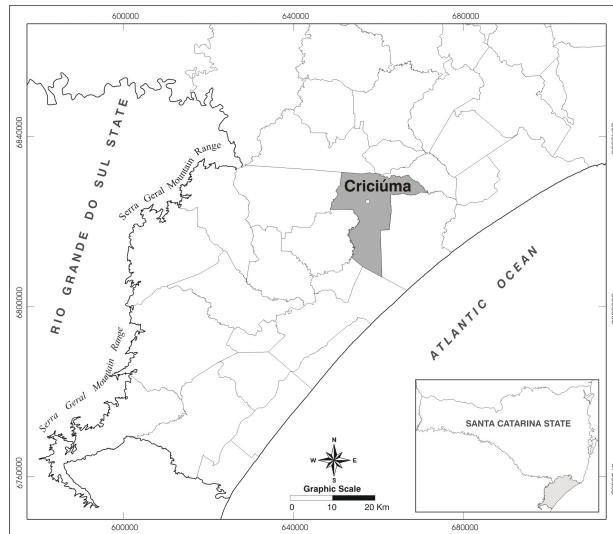 600000 640000 680000
6840000
Criciúma
Serra Geral Mountain Range
RIO GRANDE DO SUL STATE
6800000
ATLANTIC OCEAN
Serra Geral Mountain Range
SANTA CATARINA STATE
N
W E
S
6760000
Graphic Scale
0 10 20 Km
600000 640000 680000